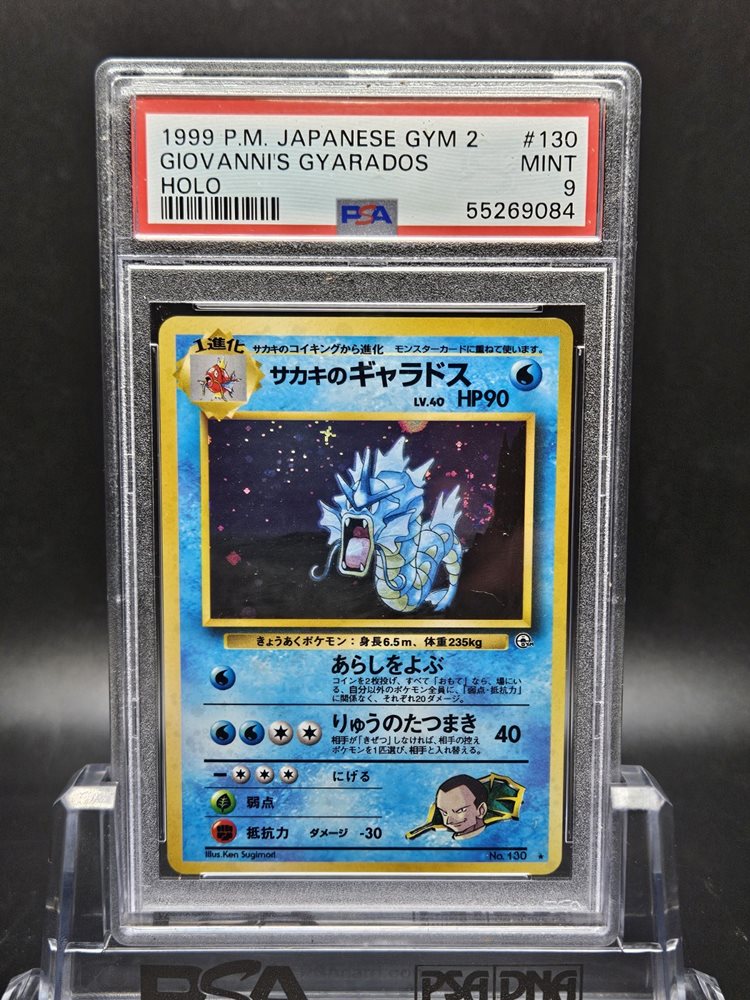 1999 P.M. JAPANESE GYM 2 #130
GIOVANNI'S GYARADOS MINT
HOLO 9
PSA 55269084
1進化 サカキのコイキングから進化 モンスターカードに重ねて使います。
サカキのギャラドス
LV.40 HP90
きょうあくポケモン：身長6.5m、体重235kg
あらしをよぶ
コインを2枚投げ、すべて「おもて」なら、場にい
る、自分以外のポケモン全員に、「弱点・抵抗力」
に関係なく、それぞれ20ダメージ。
りゅうのたつまき 40
相手が「きぜつ」しなければ、相手の控え
ポケモンを1匹選び、相手と入れ替える。
にげる
弱点
抵抗力 ダメージ -30
Illus.Ken Sugimori No. 130 ★
PSA PSA DNA